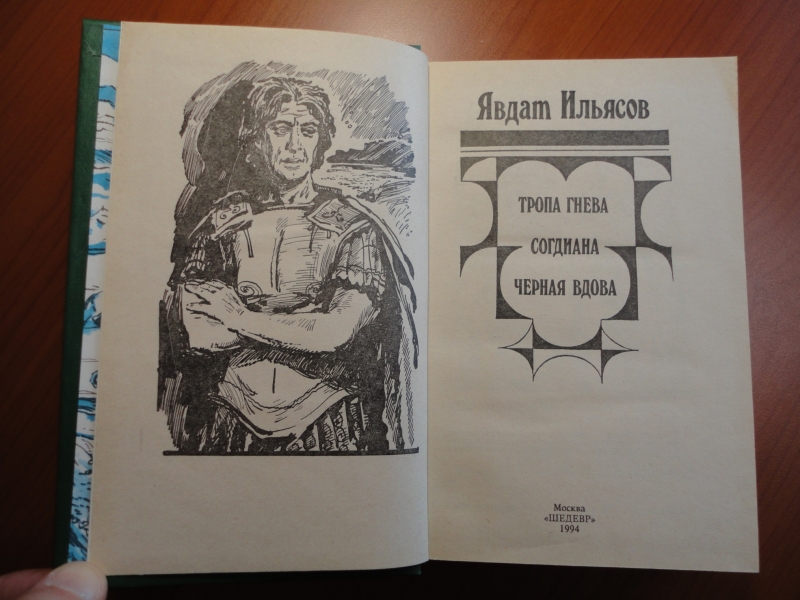 Явдат Ильясов
ТРОПА ГНЕВА
СОГДИАНА
ЧЕРНАЯ ВДОВА
Москва
«ШЕДЕВР»
1994